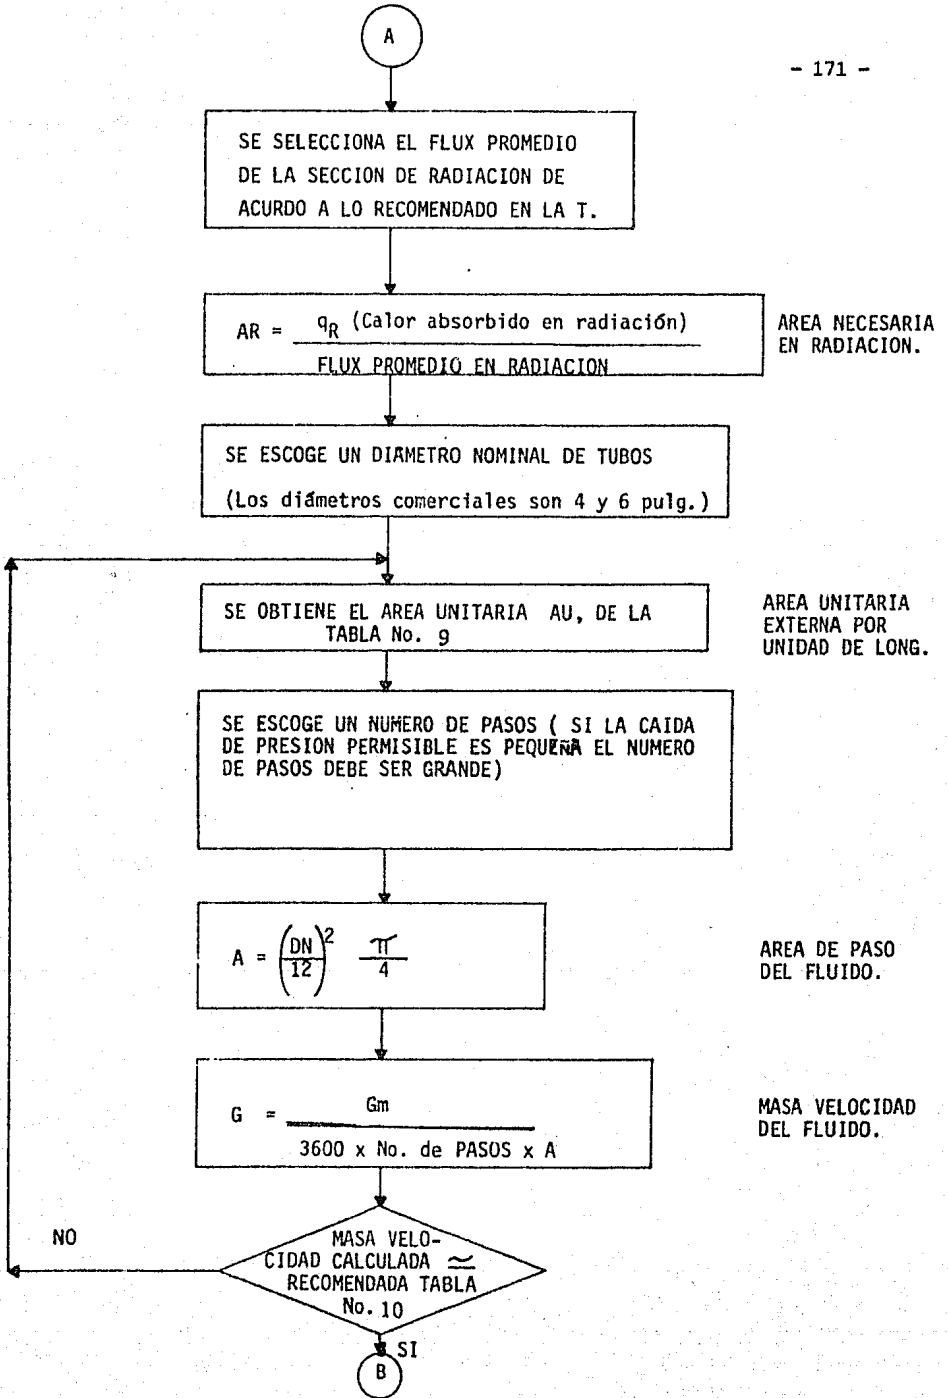 A
- 171 -
SE SELECCIONA EL FLUX PROMEDIO
DE LA SECCION DE RADIACION DE
ACURDO A LO RECOMENDADO EN LA T.
AR = qR (Calor absorbido en radiación)
FLUX PROMEDIO EN RADIACION
AREA NECESARIA
EN RADIACION.
SE ESCOGE UN DIAMETRO NOMINAL DE TUBOS
(Los diámetros comerciales son 4 y 6 pulg.)
SE OBTIENE EL AREA UNITARIA AU, DE LA
TABLA No. 9
AREA UNITARIA
EXTERNA POR
UNIDAD DE LONG.
SE ESCOGE UN NUMERO DE PASOS ( SI LA CAIDA
DE PRESION PERMISIBLE ES PEQUEÑA EL NUMERO
DE PASOS DEBE SER GRANDE)
A = (DN/12)² π/4
AREA DE PASO
DEL FLUIDO.
G = Gm
3600 x No. de PASOS x A
MASA VELOCIDAD
DEL FLUIDO.
NO
MASA VELO-
CIDAD CALCULADA ≃
RECOMENDADA TABLA
No. 10
SI
B